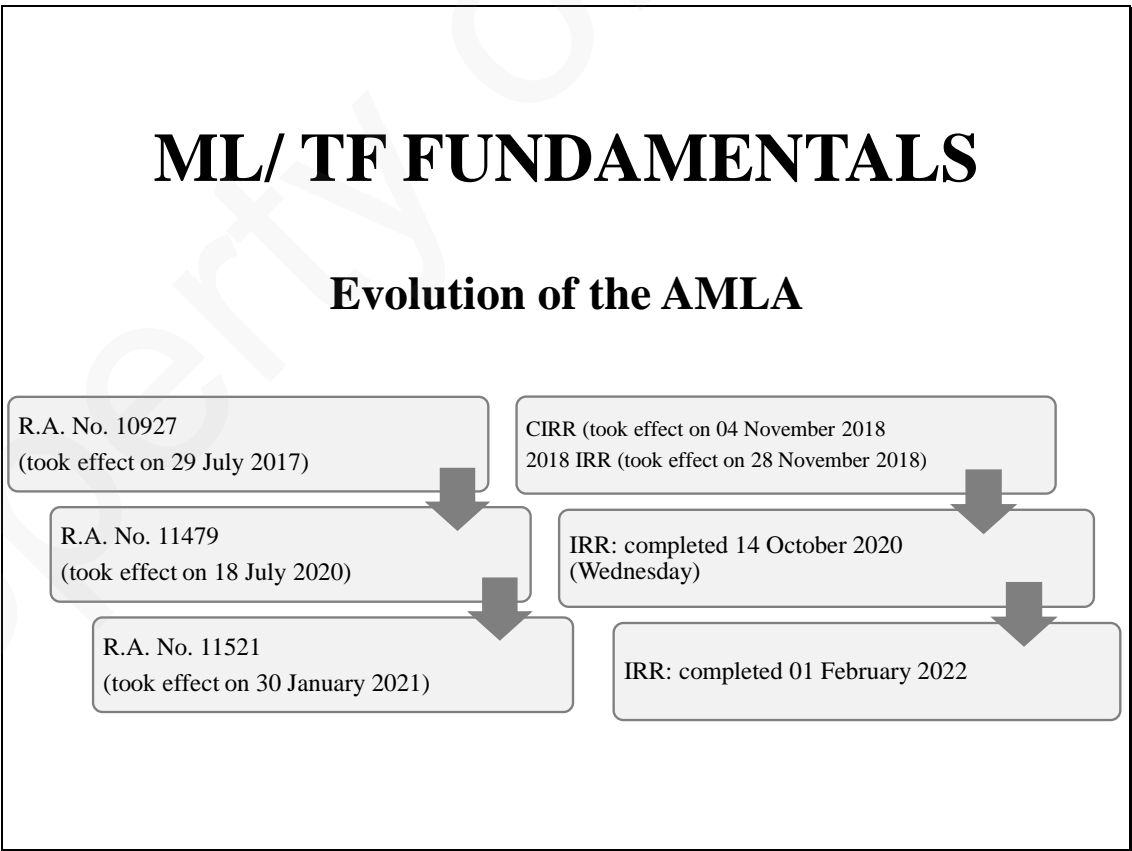 ML/ TF FUNDAMENTALS
Evolution of the AMLA
R.A. No. 10927
(took effect on 29 July 2017)
R.A. No. 11479
(took effect on 18 July 2020)
R.A. No. 11521
(took effect on 30 January 2021)
CIRR (took effect on 04 November 2018
2018 IRR (took effect on 28 November 2018)
IRR: completed 14 October 2020
(Wednesday)
IRR: completed 01 February 2022